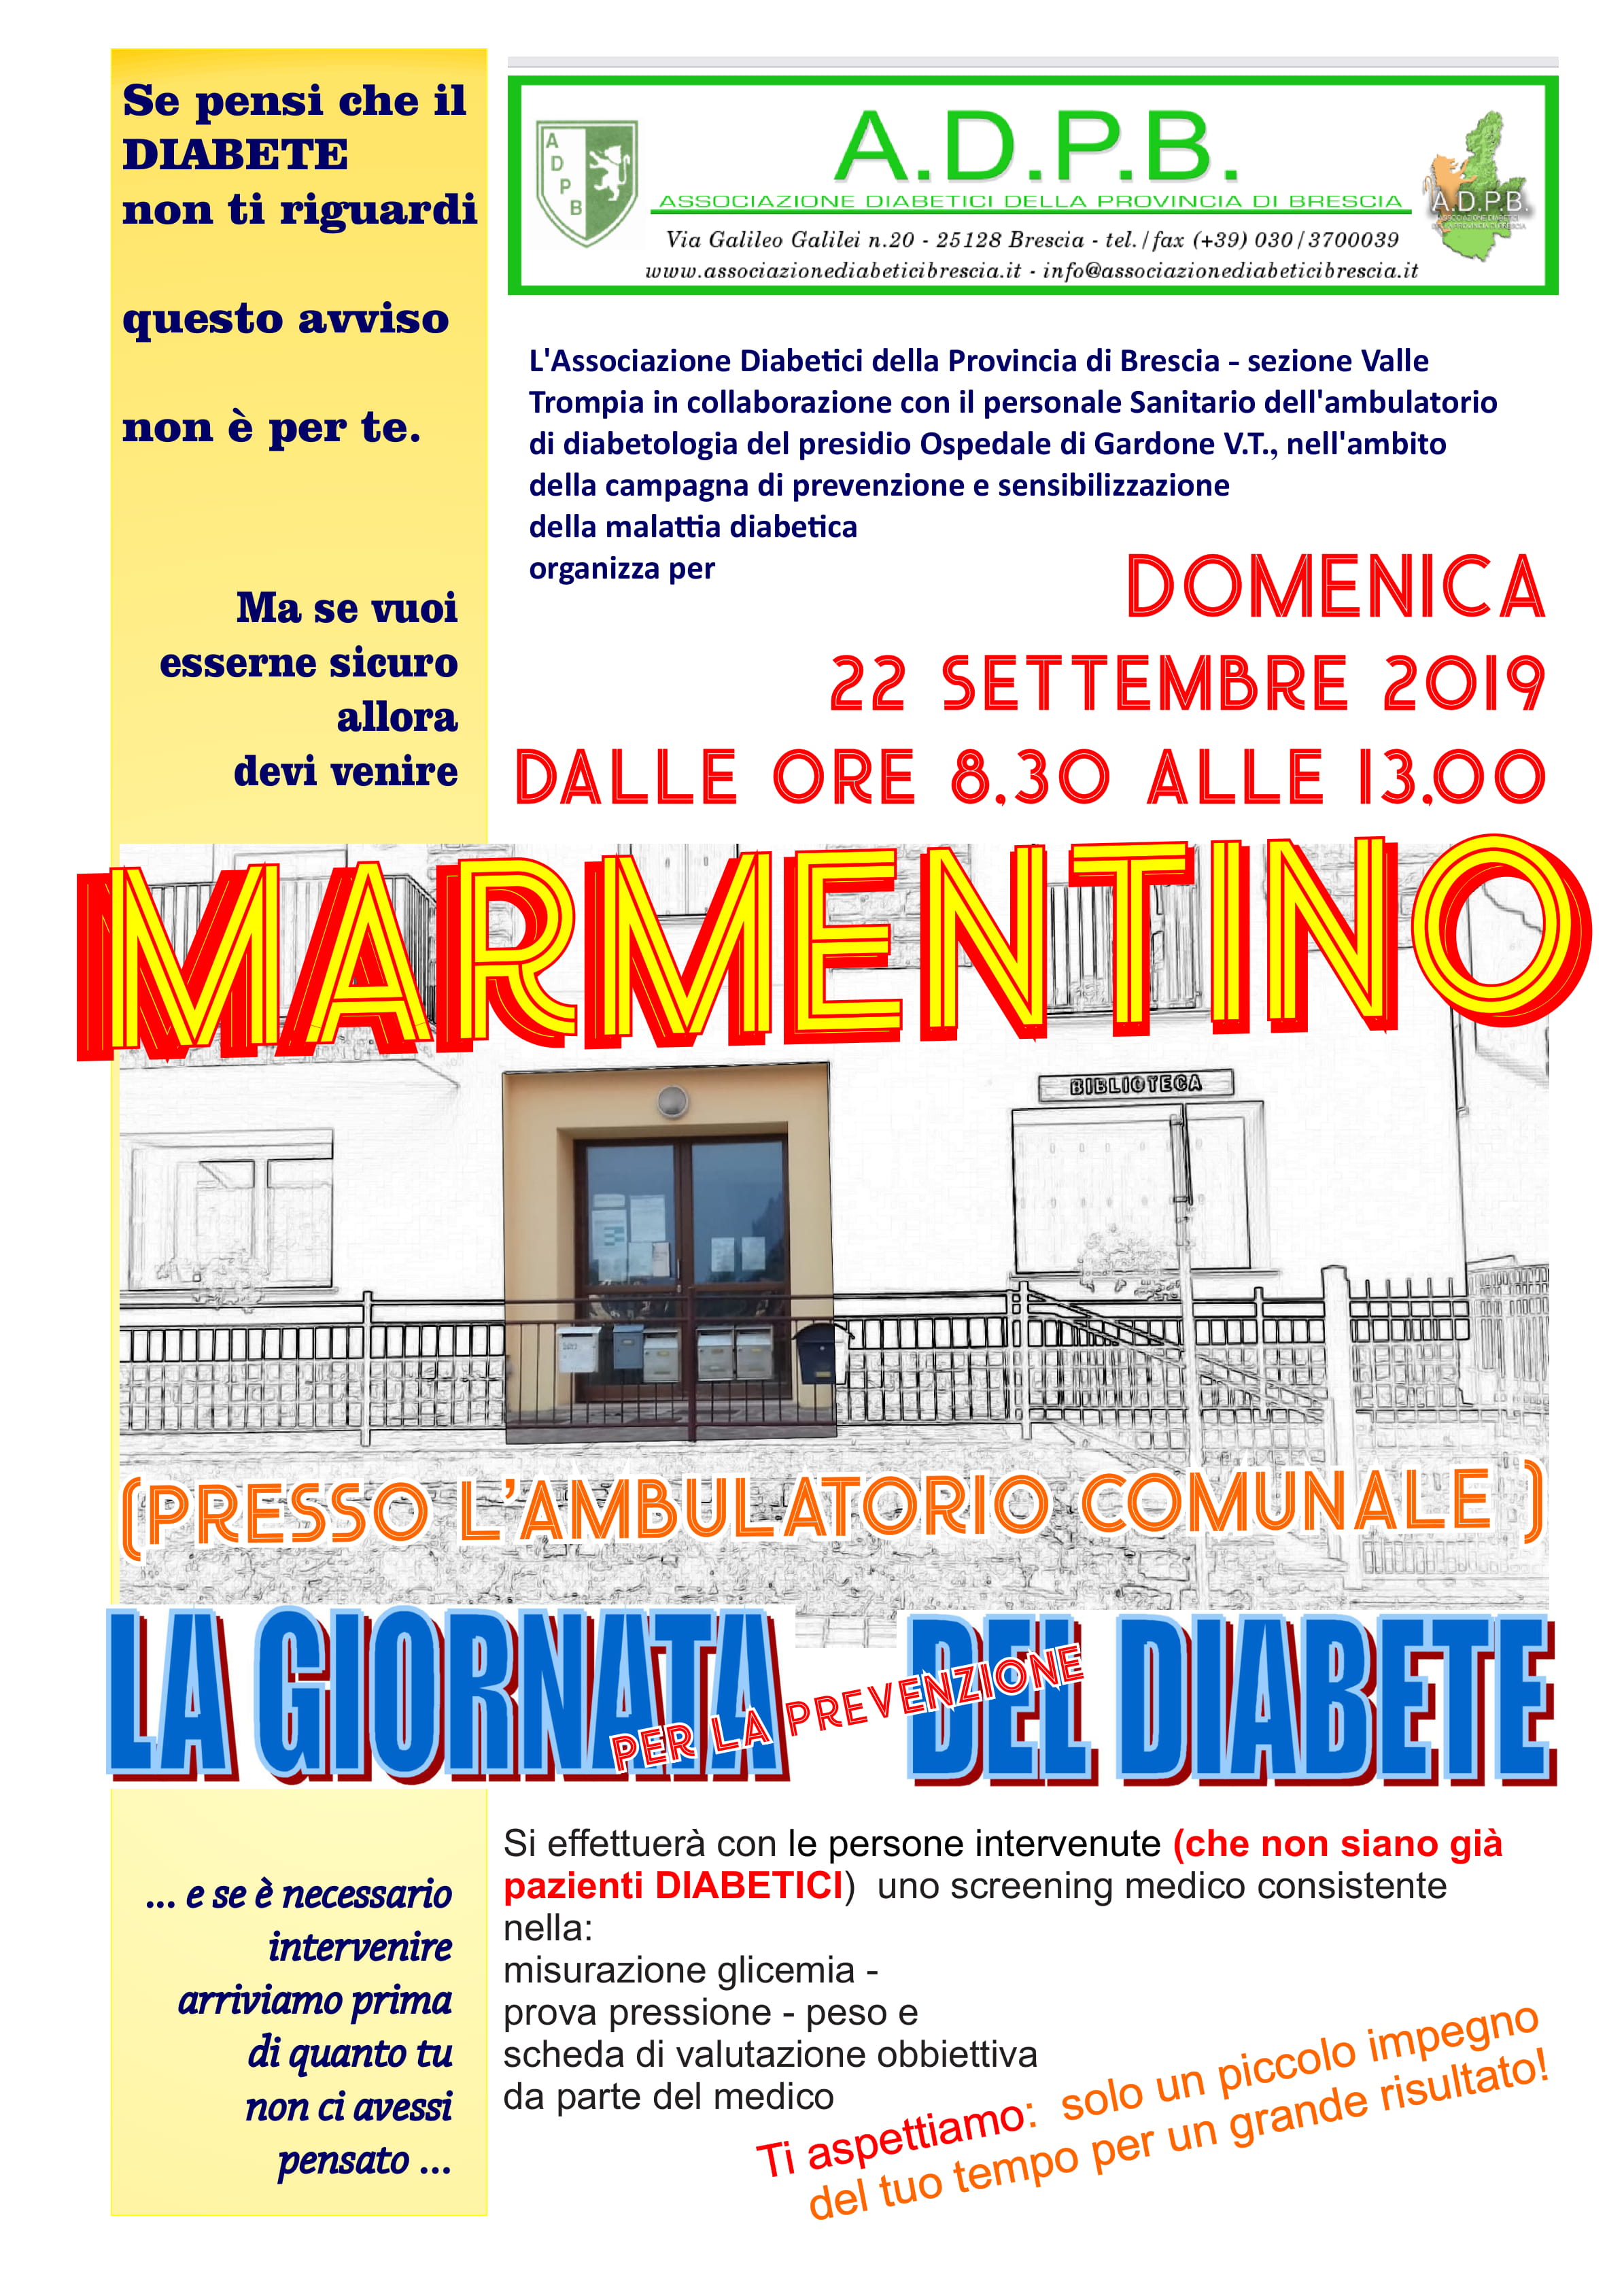 Se pensi che il
DIABETE
non ti riguardi
questo avviso
non è per te.
Ma se vuoi
esserne sicuro
allora
devi venire
A
D
P
B
A.D.P.B.
ASSOCIAZIONE DIABETICI DELLA PROVINCIA DI BRESCIA
Via Galileo Galilei n.20 - 25128 Brescia - tel./fax (+39) 030/3700039
www.associazionediabeticibrescia.it - info@associazionediabeticibrescia.it
A.D.P.B.
ASSOCIAZIONE DIABETICI
DELLA PROVINCIA DI BRESCIA
L'Associazione Diabetici della Provincia di Brescia - sezione Valle
Trompia in collaborazione con il personale Sanitario dell'ambulatorio
di diabetologia del presidio Ospedale di Gardone V.T., nell'ambito
della campagna di prevenzione e sensibilizzazione
della malattia diabetica
organizza per
DOMENICA
22 SETTEMBRE 2019
DALLE ORE 8.30 ALLE 13.00
MARMENTINO
BIBLIOTECA
(PRESSO L'AMBULATORIO COMUNALE )
LA GIORNATA
PER LA PREVENZIONE
DEL DIABETE
... e se è necessario
intervenire
arriviamo prima
di quanto tu
non ci avessi
pensato ...
Si effettuerà con le persone intervenute (che non siano già
pazienti DIABETICI)  uno screening medico consistente
nella:
misurazione glicemia -
prova pressione - peso e
scheda di valutazione obbiettiva
da parte del medico
Ti aspettiamo:  solo un piccolo impegno
del tuo tempo per un grande risultato!